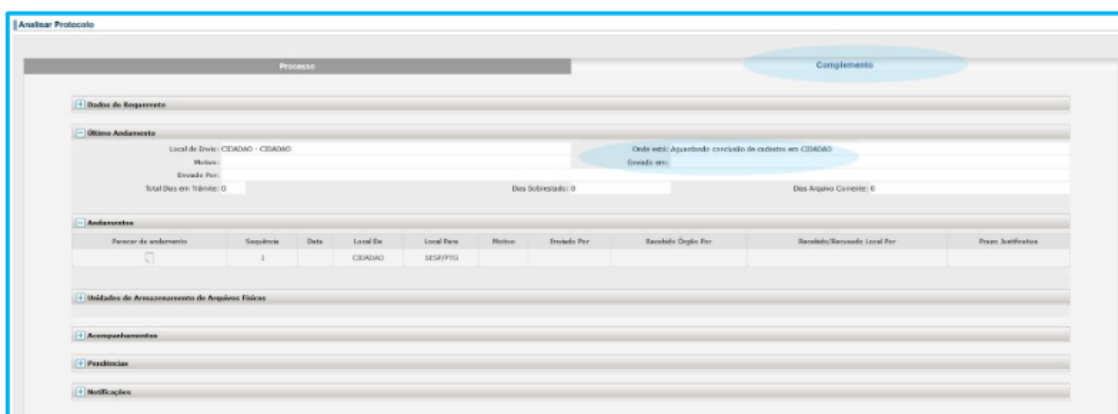 Analisar Protocolo
Processo
Complemento
Dados do Requerente
Último Andamento
Local de Envio: CIDADAO - CIDADAO
Onde está: Aguardando conclusão de cadastro em CIDADAO
Motivo:
Enviado em:
Enviado Por:
Total Dias em Trâmite: 0
Dias Sobrestado: 0
Dias Arquivo Corrente: 0
Andamentos
Parecer de andamento Sequência Data Local De Local Para Motivo Enviado Por Recebido Órgão Por Recebido/Recusado Local Por Prazo Justificativa
1 CIDADAO SESP/PTG
Unidades de Armazenamento de Arquivos Físicos
Acompanhamentos
Pendências
Notificações